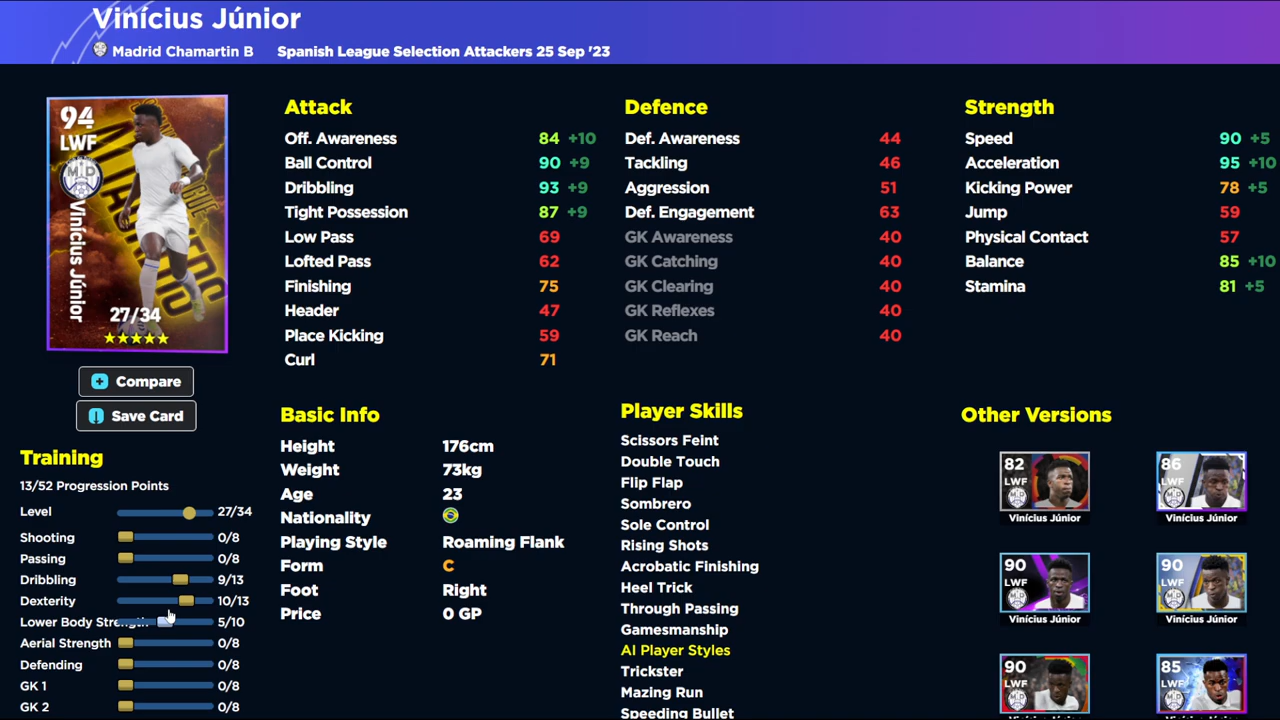 Vinícius Júnior
Madrid Chamartin B Spanish League Selection Attackers 25 Sep '23
94
LWF
Vinícius Júnior
27/34
Compare
Save Card
Training
13/52 Progression Points
Level 27/34
Shooting 0/8
Passing 0/8
Dribbling 9/13
Dexterity 10/13
Lower Body Strength 5/10
Aerial Strength 0/8
Defending 0/8
GK 1 0/8
GK 2 0/8
Attack
Off. Awareness 84 +10
Ball Control 90 +9
Dribbling 93 +9
Tight Possession 87 +9
Low Pass 69
Lofted Pass 62
Finishing 75
Header 47
Place Kicking 59
Curl 71
Defence
Def. Awareness 44
Tackling 46
Aggression 51
Def. Engagement 63
GK Awareness 40
GK Catching 40
GK Clearing 40
GK Reflexes 40
GK Reach 40
Strength
Speed 90 +5
Acceleration 95 +10
Kicking Power 78 +5
Jump 59
Physical Contact 57
Balance 85 +10
Stamina 81 +5
Basic Info
Height 176cm
Weight 73kg
Age 23
Nationality
Playing Style Roaming Flank
Form C
Foot Right
Price 0 GP
Player Skills
Scissors Feint
Double Touch
Flip Flap
Sombrero
Sole Control
Rising Shots
Acrobatic Finishing
Heel Trick
Through Passing
Gamesmanship
AI Player Styles
Trickster
Mazing Run
Speeding Bullet
Other Versions
82
LWF
Vinícius Júnior
86
LWF
Vinícius Júnior
90
LWF
Vinícius Júnior
90
LWF
Vinícius Júnior
90
LWF
85
LWF